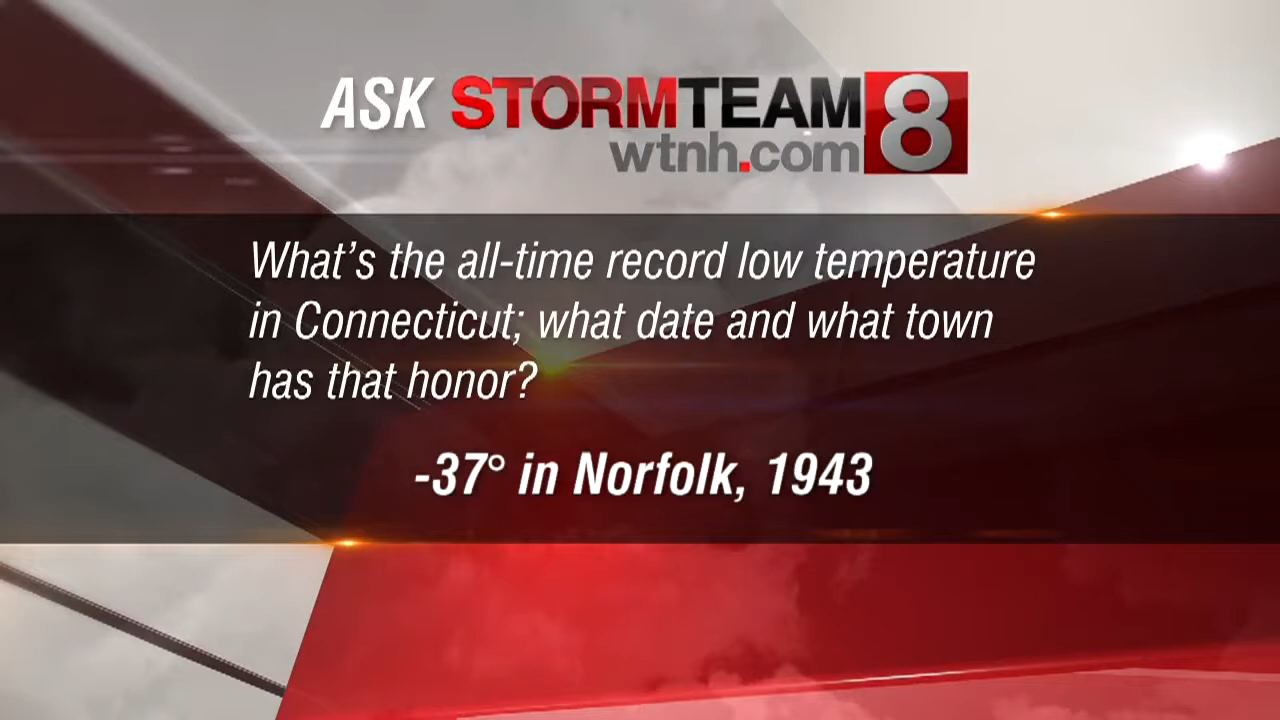 ASK STORMTEAM 8
wtnh.com
What's the all-time record low temperature
in Connecticut; what date and what town
has that honor?
-37° in Norfolk, 1943